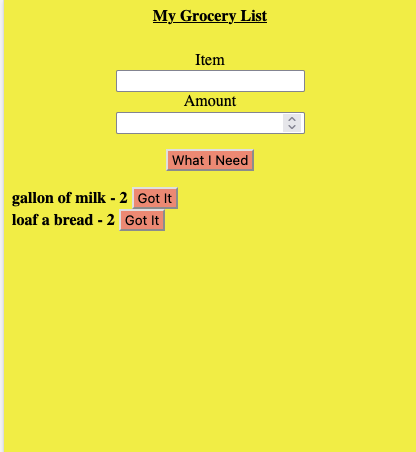 My Grocery List
Item
Amount
What I Need
gallon of milk - 2 Got It
loaf a bread - 2 Got It